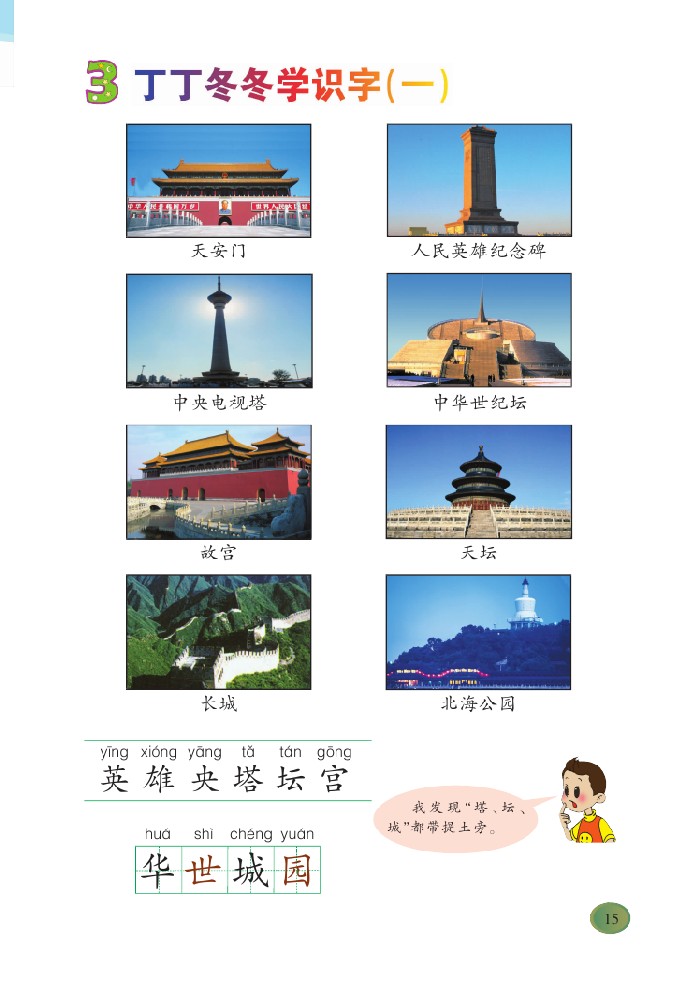 3 丁丁冬冬学识字(一)
中华人民共和国万岁 世界人民大团结
天安门 人民英雄纪念碑
中央电视塔 中华世纪坛
故宫 天坛
长城 北海公园
yīng xióng yāng tǎ tán gōng
英 雄 央 塔 坛 宫
我发现“塔、坛、
城”都带提土旁。
huá shì chéng yuán
华 世 城 园
15